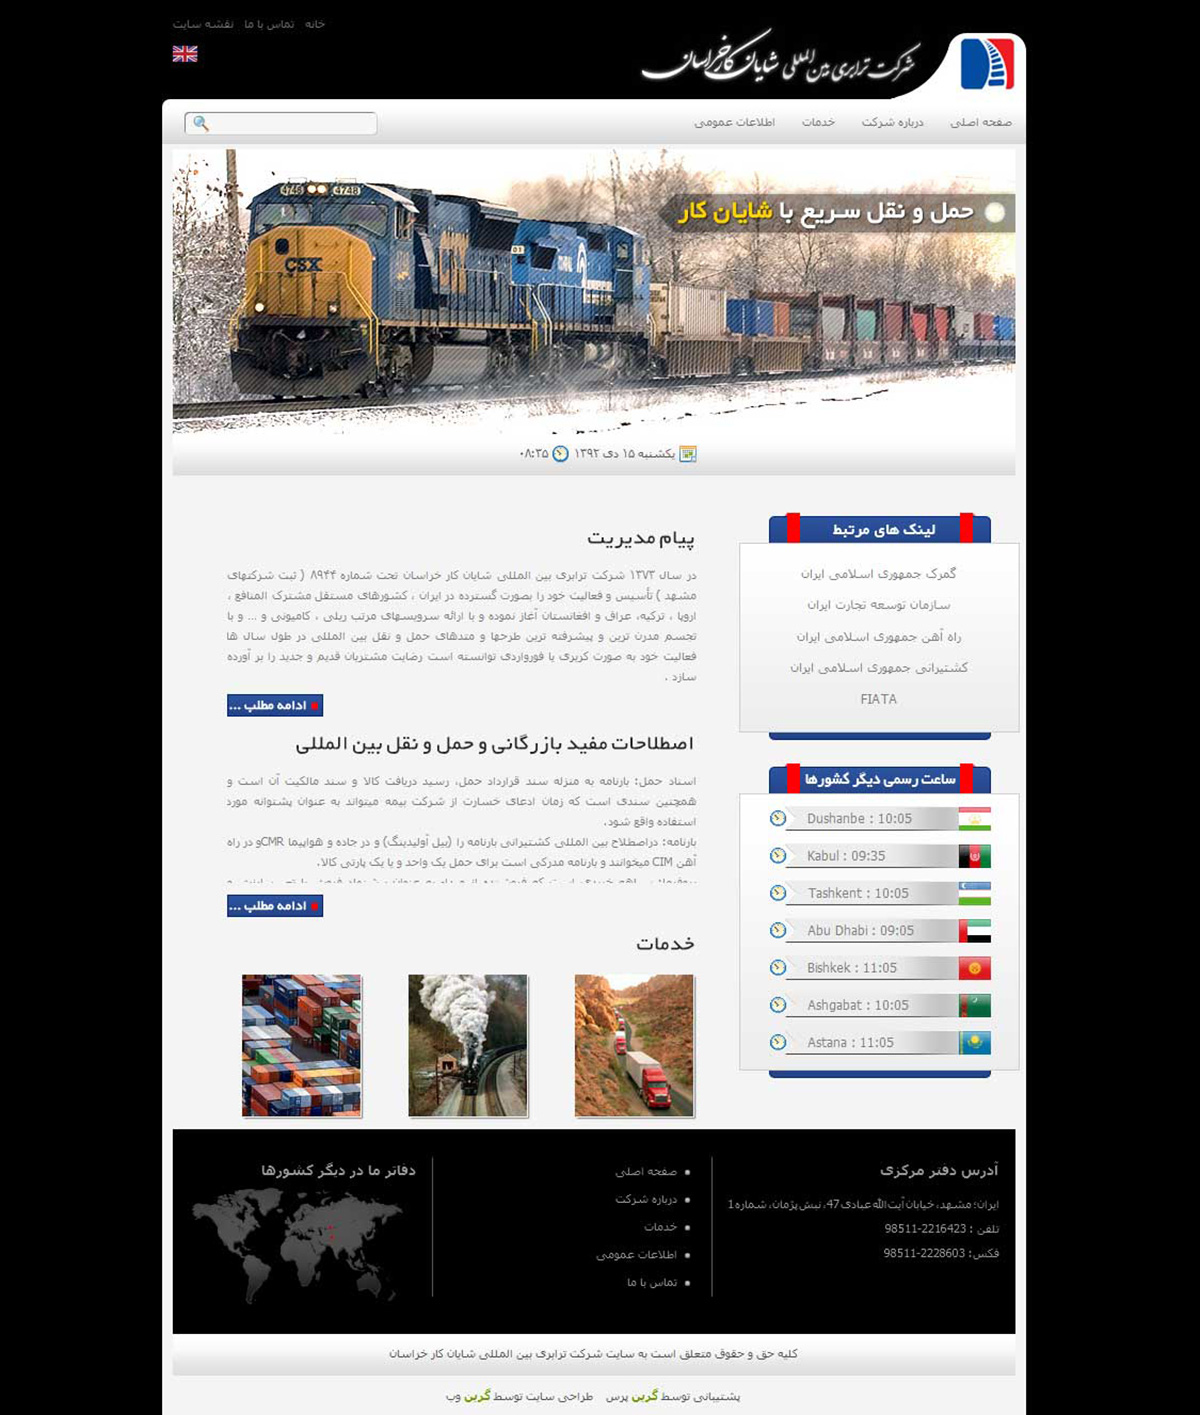 خانه   تماس با ما   نقشه سایت
شرکت ترابری بین المللی شایان کار خراسان
صفحه اصلی   درباره شرکت   خدمات   اطلاعات عمومی
حمل و نقل سریع با شایان کار
4748   4748
CSX
یکشنبه ۱۵ دی ۱۳۹۲   ۰۸:۳۵
لینک های مرتبط
گمرک جمهوری اسلامی ایران
سازمان توسعه تجارت ایران
راه آهن جمهوری اسلامی ایران
کشتیرانی جمهوری اسلامی ایران
FIATA
ساعت رسمی دیگر کشورها
Dushanbe : 10:05
Kabul : 09:35
Tashkent : 10:05
Abu Dhabi : 09:05
Bishkek : 11:05
Ashgabat : 10:05
Astana : 11:05
پیام مدیریت
در سال ۱۳۷۳ شرکت ترابری بین المللی شایان کار خراسان تحت شماره ۸۹۴۴ ( ثبت شرکتهای
مشهد ) تأسیس و فعالیت خود را بصورت گسترده در ایران ، کشورهای مستقل مشترک المنافع ،
اروپا ، ترکیه، عراق و افغانستان آغاز نموده و با ارائه سرویسهای مرتب ریلی ، کامیونی و ... و با
تجسم مدرن ترین و پیشرفته ترین طرحها و متدهای حمل و نقل بین المللی در طول سال ها
فعالیت خود به صورت کریری یا فورواردی توانسته است رضایت مشتریان قدیم و جدید را بر آورده
سازد .
ادامه مطلب ...
اصطلاحات مفید بازرگانی و حمل و نقل بین المللی
اسناد حمل: بارنامه به منزله سند قرارداد حمل، رسید دریافت کالا و سند مالکیت آن است و
همچنین سندی است که زمان ادعای خسارت از شرکت بیمه میتواند به عنوان پشتوانه مورد
استفاده واقع شود.
بارنامه: دراصطلاح بین المللی کشتیرانی بارنامه را (بیل آولیدینگ) و در جاده و هواپیما CMRو در راه
آهن CIM میخوانند و بارنامه مدرکی است برای حمل یک واحد و یا یک پارتی کالا.
ادامه مطلب ...
خدمات
آدرس دفتر مرکزی
ایران؛ مشهد، خیابان آیت الله عبادی 47، نبش پژمان، شماره 1
تلفن : 2216423-98511
فکس: 2228603-98511
صفحه اصلی
درباره شرکت
خدمات
اطلاعات عمومی
تماس با ما
دفاتر ما در دیگر کشورها
کلیه حق و حقوق متعلق است به سایت شرکت ترابری بین المللی شایان کار خراسان
پشتیبانی توسط گرین پرس   طراحی سایت توسط گرین وب